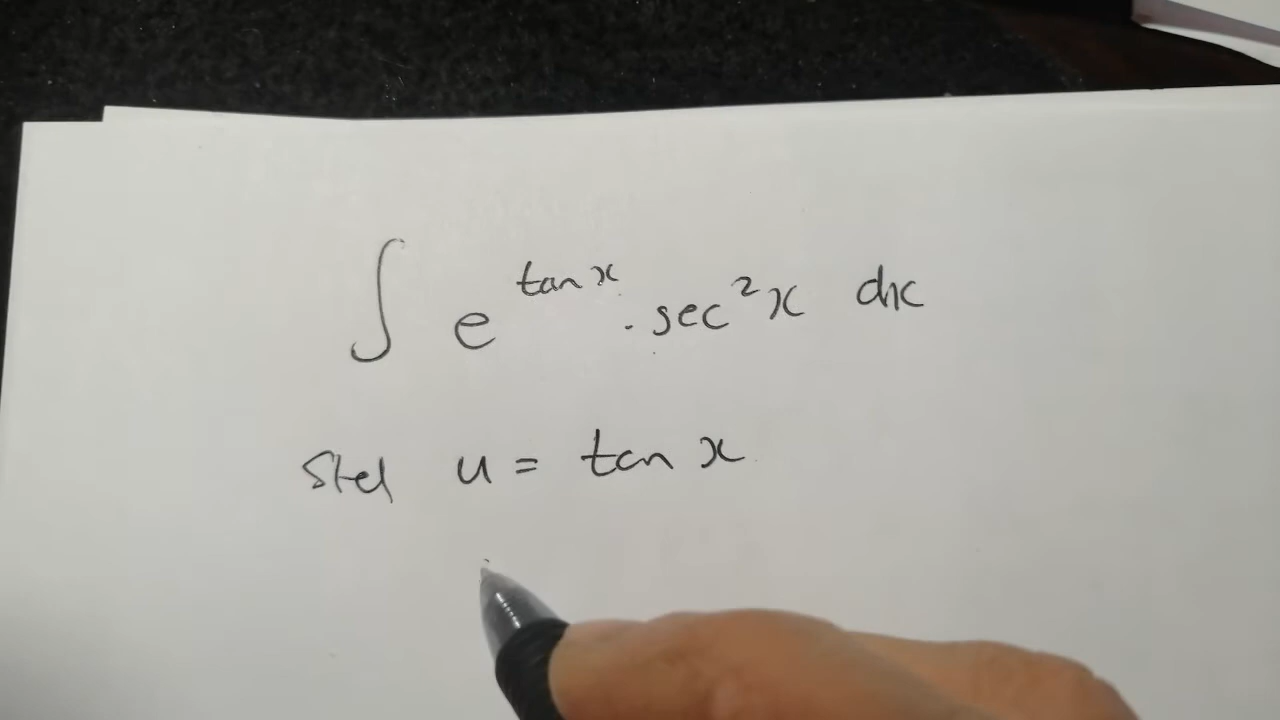 ∫ e^{tan x} . sec²x dx
Stel u = tan x